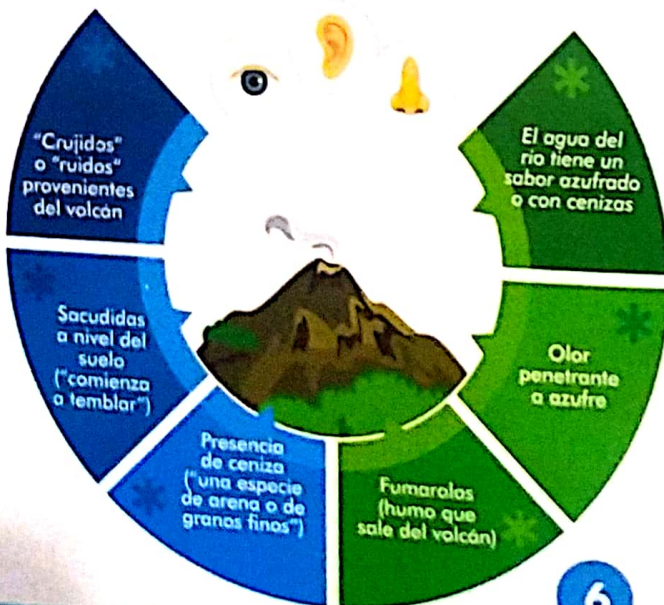 "Crujidos"
o "ruidos"
provenientes
del volcán
Sacudidas
a nivel del
suelo
("comienza
a temblar")
Presencia
de ceniza
("una especie
de arena o de
granos finos")
Fumarolas
(humo que
sale del volcán)
Olor
penetrante
a azufre
El agua del
río tiene un
sabor azufrado
o con cenizas
6